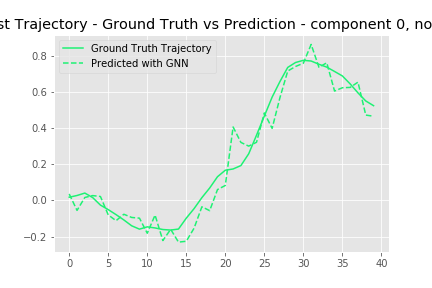 st Trajectory - Ground Truth vs Prediction - component 0, no
Ground Truth Trajectory
Predicted with GNN
0.8
0.6
0.4
0.2
0.0
−0.2
0 5 10 15 20 25 30 35 40